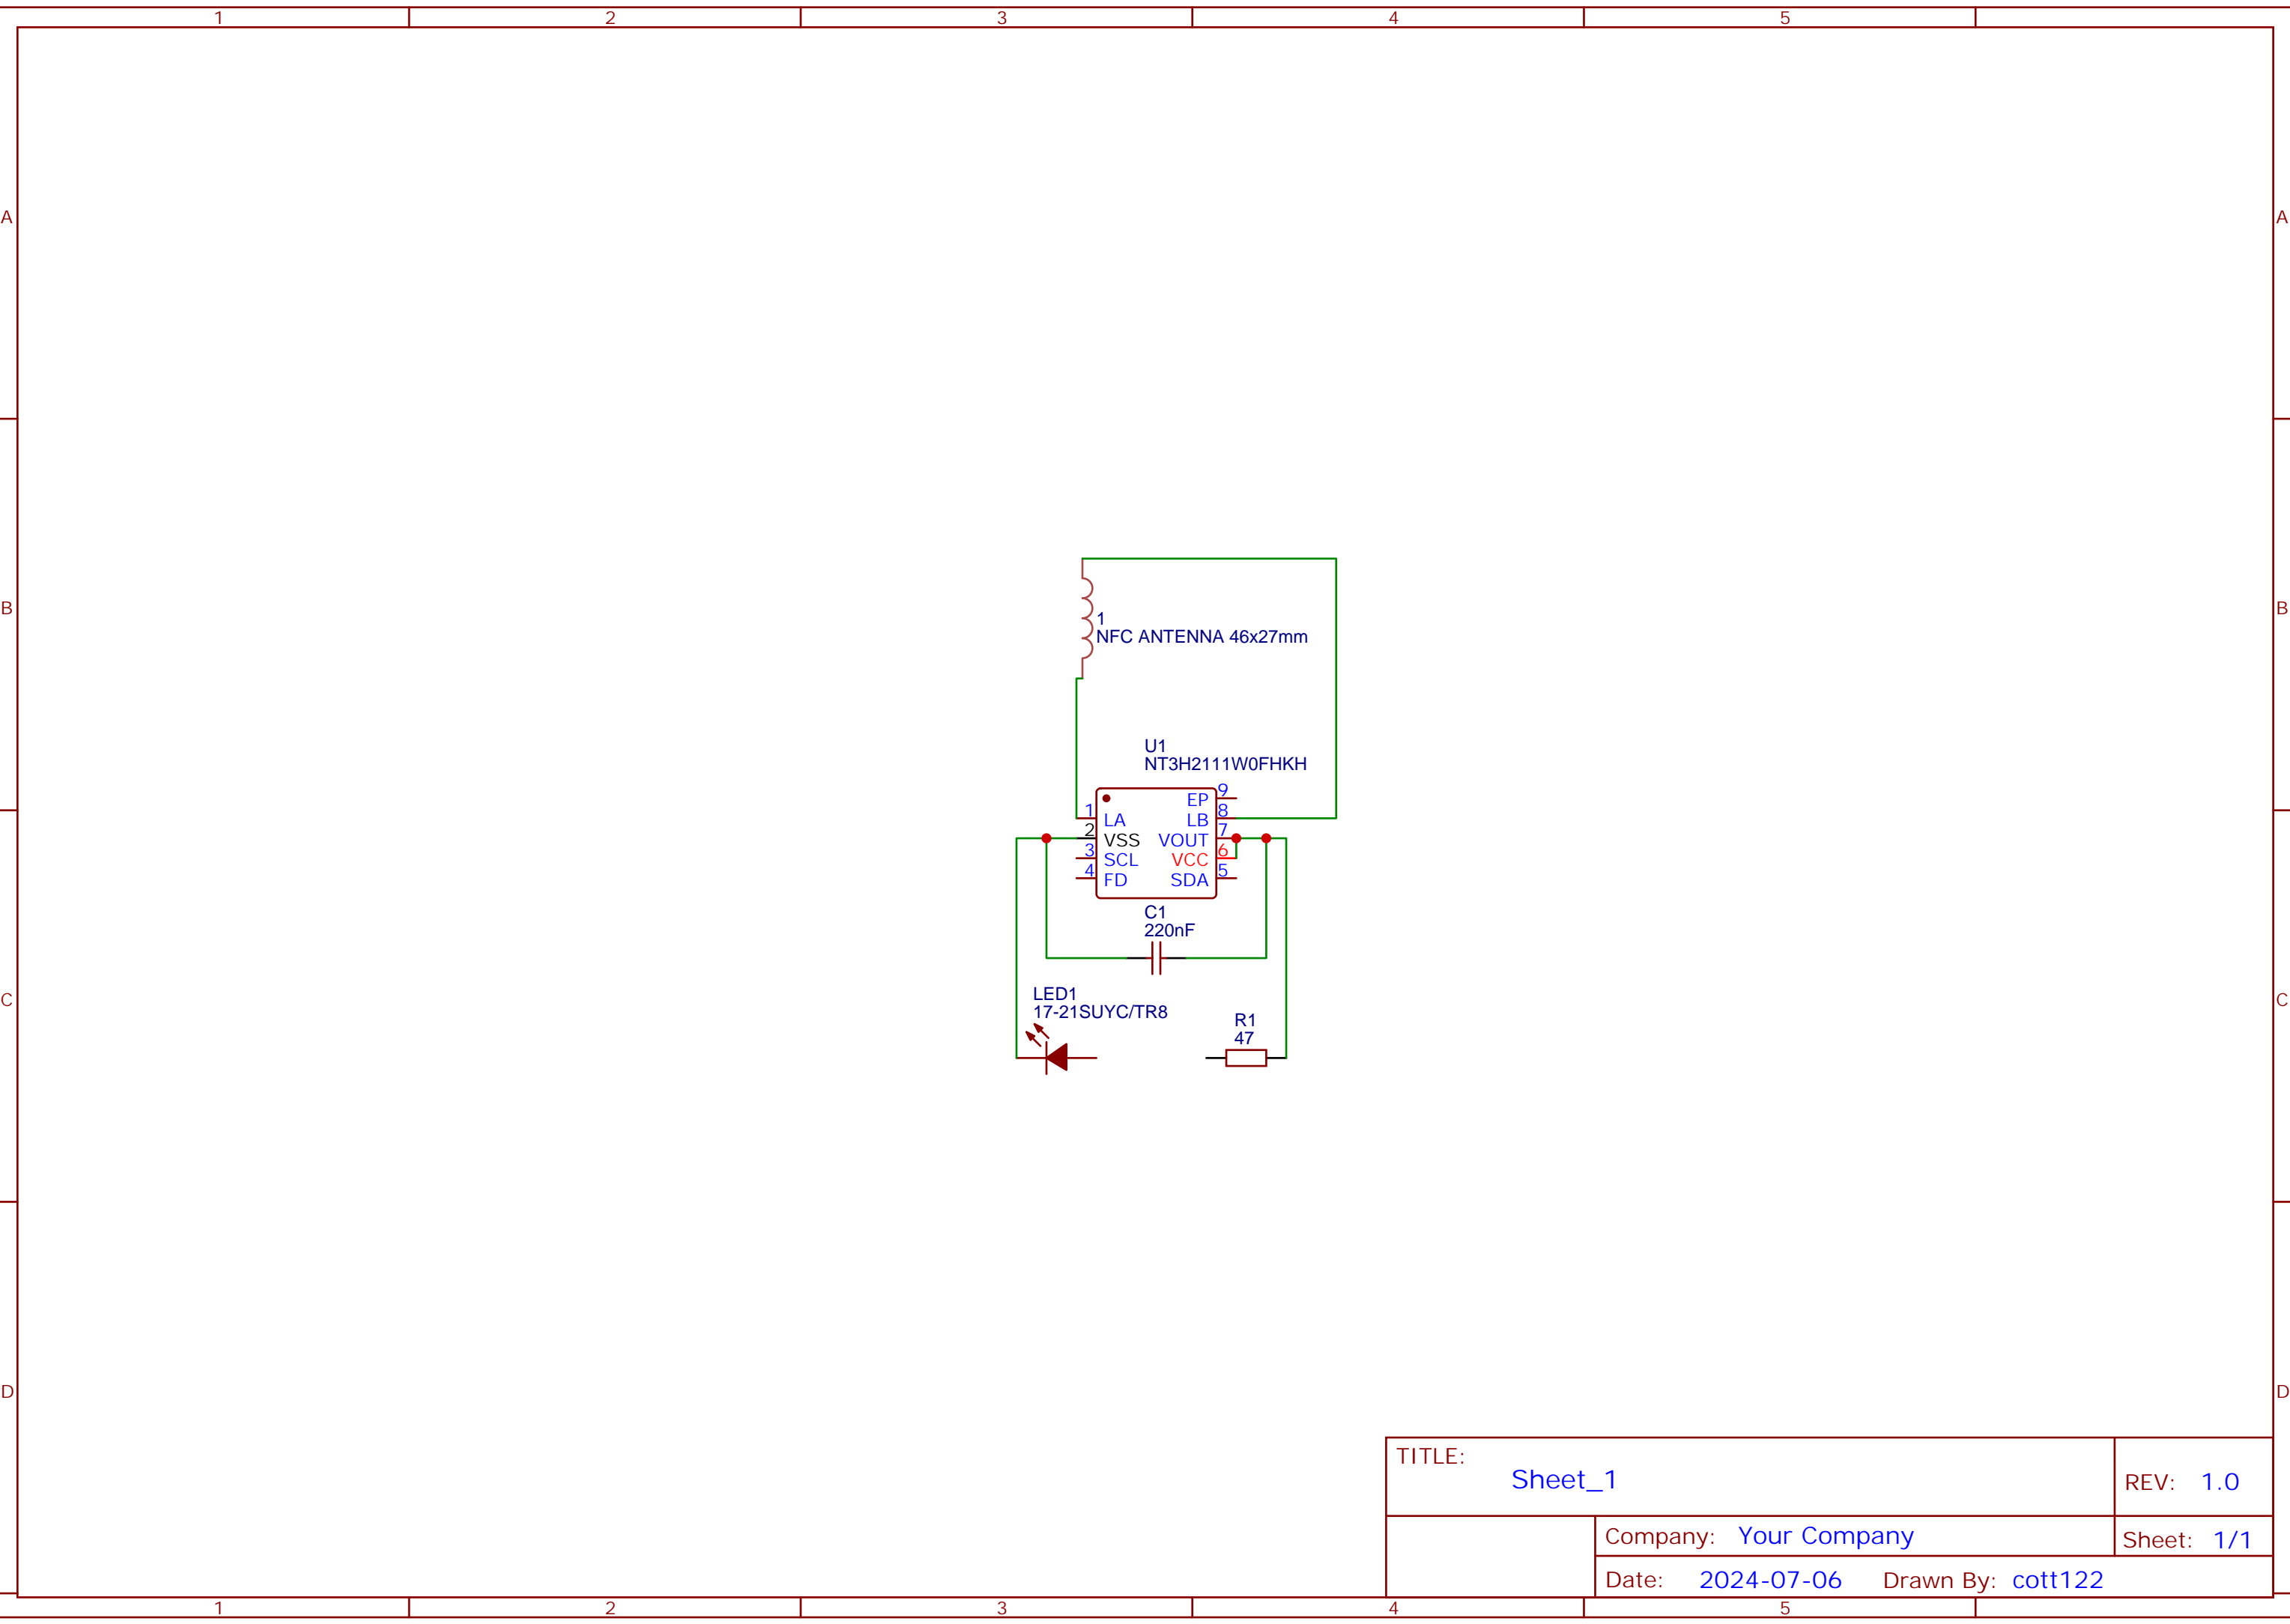 1 2 3 4 5
A A
B B
1
NFC ANTENNA 46x27mm
U1
NT3H2111W0FHKH
EP 9
1 LA LB 8
2 VSS VOUT 7
3 SCL VCC 6
4 FD SDA 5
C1
220nF
C C
LED1
17-21SUYC/TR8
R1
47
D D
TITLE:
Sheet_1
REV: 1.0
Company: Your Company
Sheet: 1/1
Date: 2024-07-06 Drawn By: cott122
1 2 3 4 5